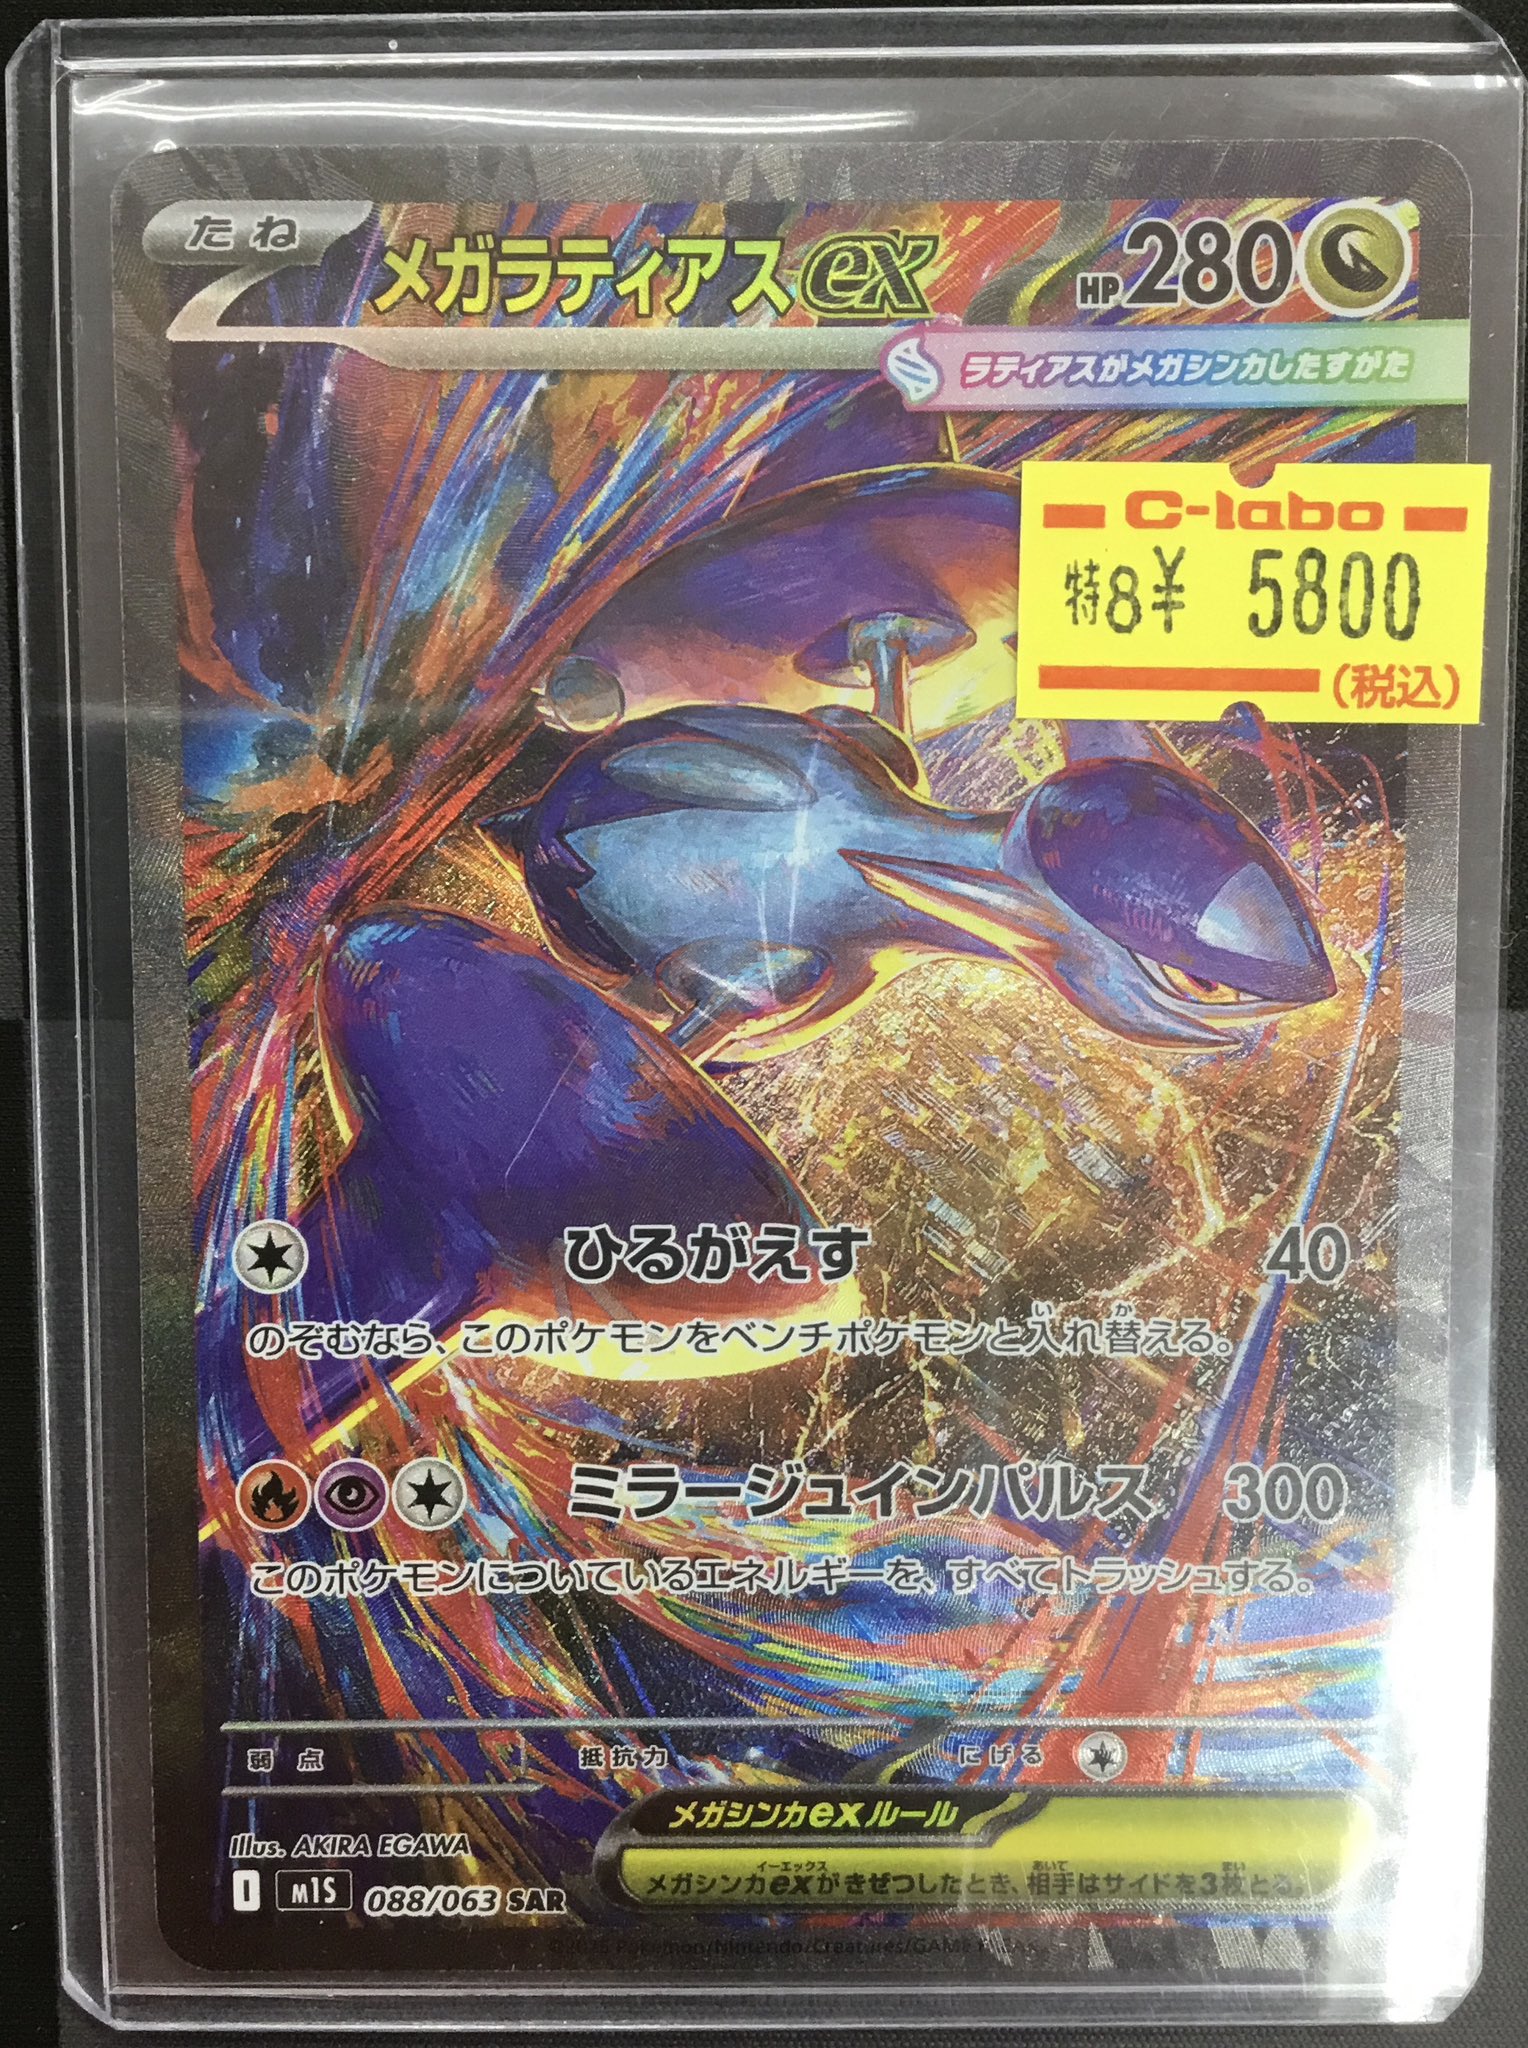 たね
メガラティアスex HP280
ラティアスがメガシンカしたすがた
C-labo
特8¥ 5800
(税込)
ひるがえす 40
のぞむなら、このポケモンをベンチポケモンと入れ替える。
ミラージュインパルス 300
このポケモンについているエネルギーを、すべてトラッシュする。
弱点 抵抗力 にげる
メガシンカexルール
メガシンカexがきぜつしたとき、相手はサイドを3枚とる。
Illus. AKIRA EGAWA
I M1S 088/063 SAR
Pokémon/Nintendo/Creatures/GAME